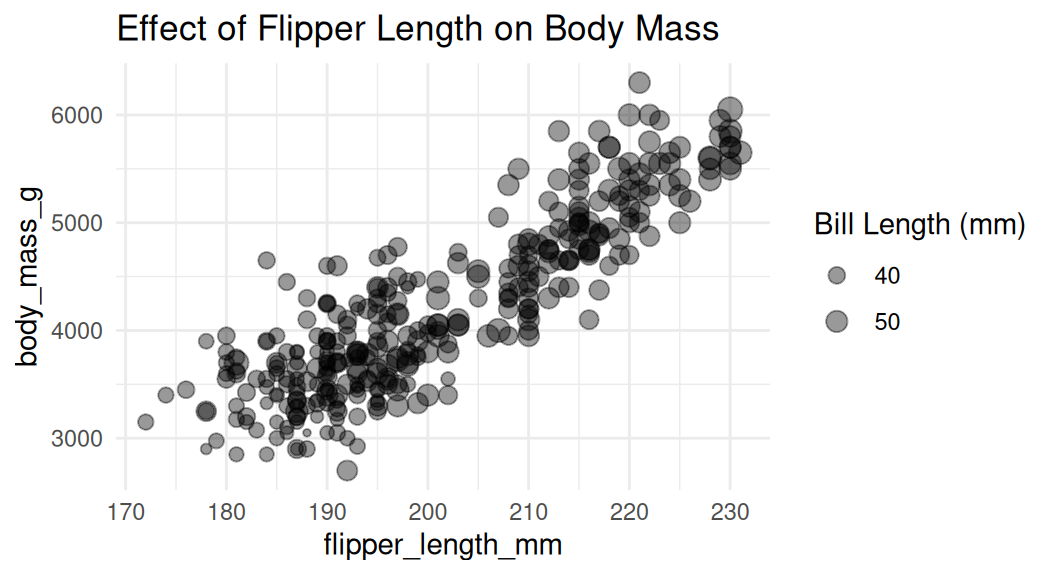 Effect of Flipper Length on Body Mass
6000
5000
4000
3000
body_mass_g
170 180 190 200 210 220 230
flipper_length_mm
Bill Length (mm)
40
50